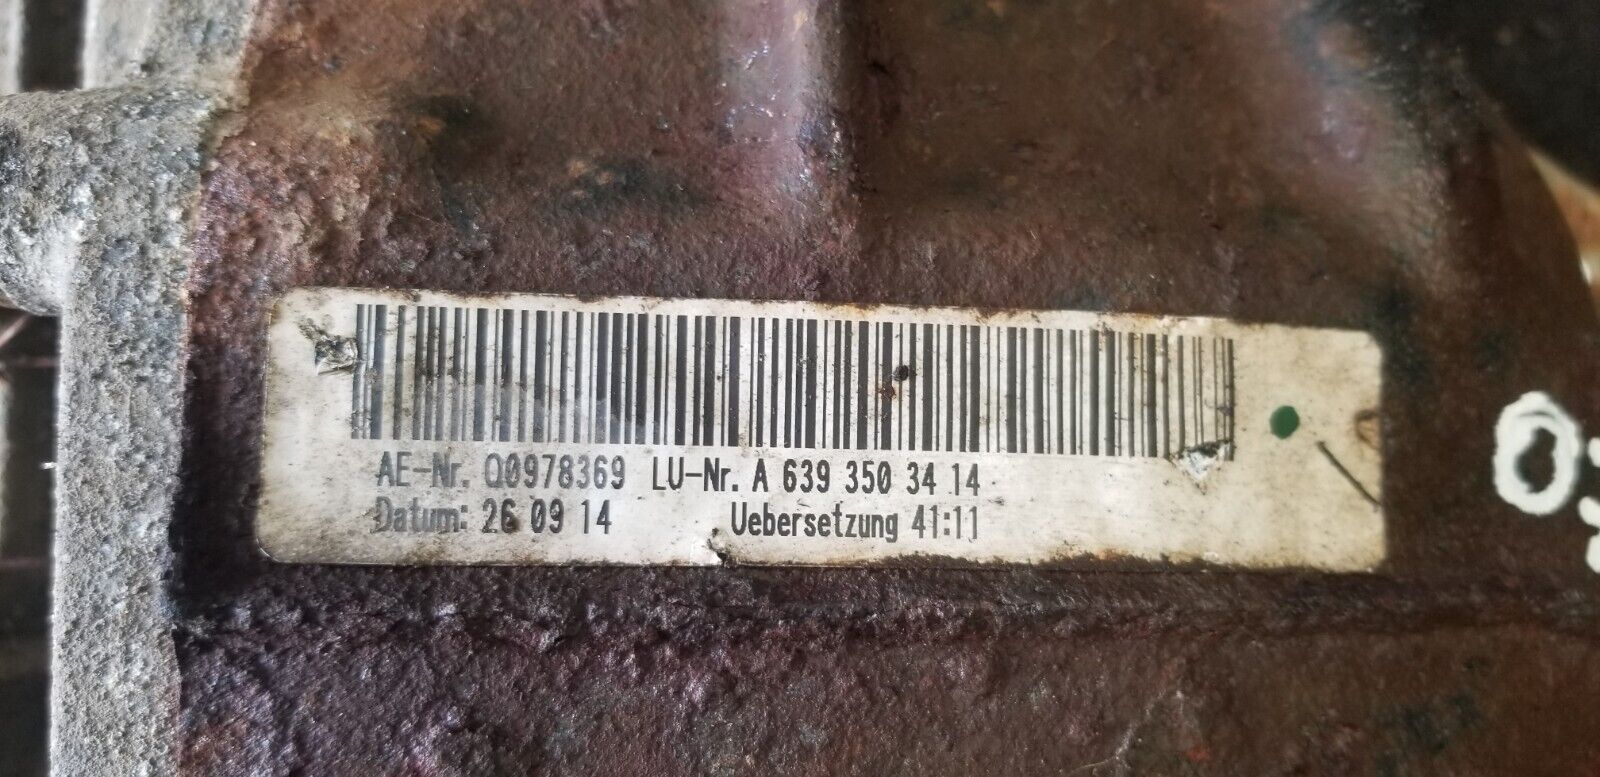 AE-Nr. Q0978369 LU-Nr. A 639 350 34 14
Datum: 26 09 14 Uebersetzung 41:11